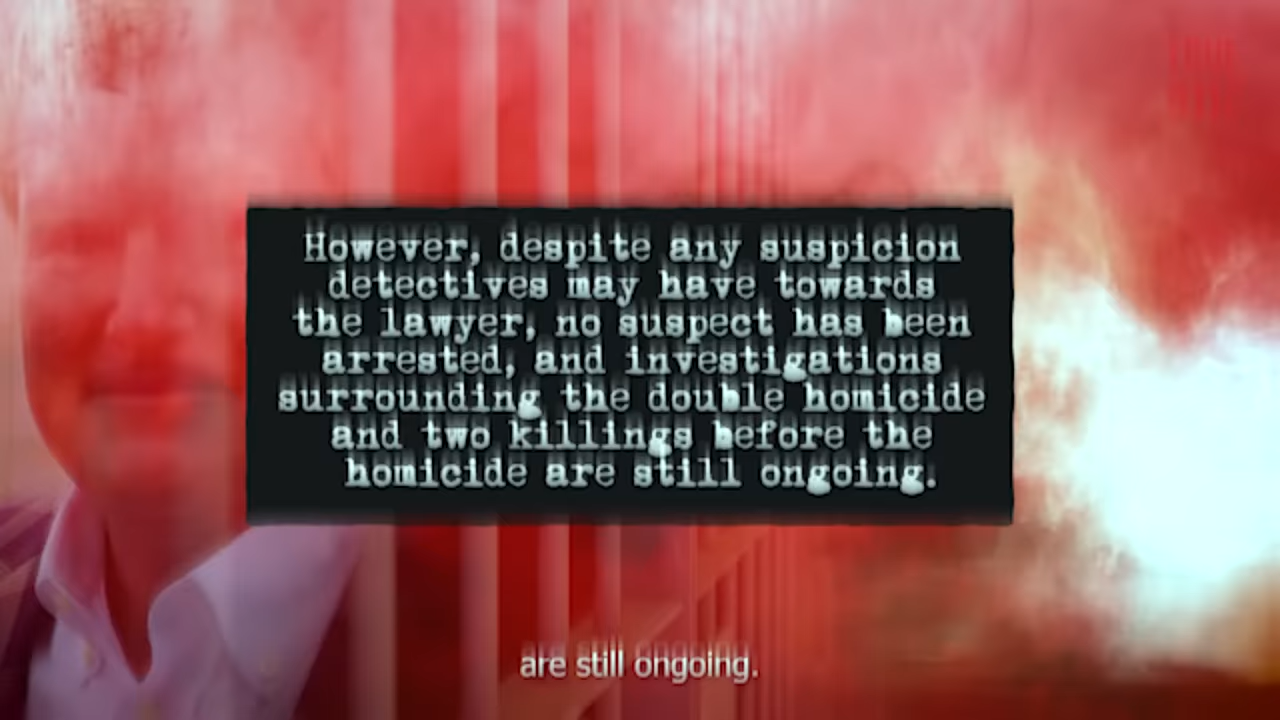 However, despite any suspicion
detectives may have towards
the lawyer, no suspect has been
arrested, and investigations
surrounding the double homicide
and two killings before the
homicide are still ongoing.
are still ongoing.